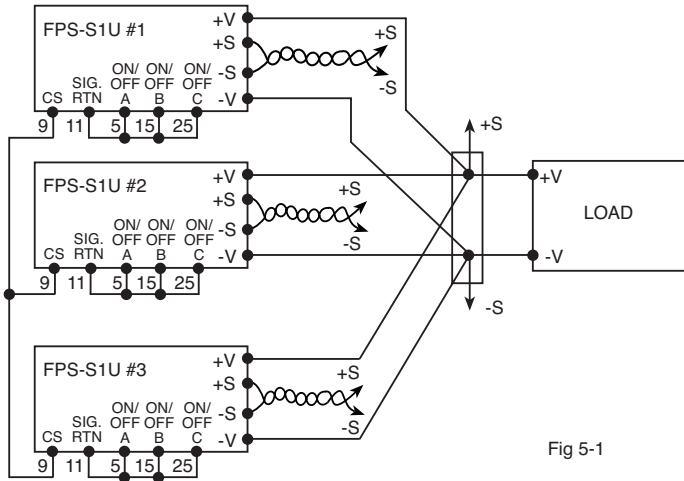 FPS-S1U #1
+V
+S
-S
-V
CS
SIG.
RTN
ON/
OFF
A
ON/
OFF
B
ON/
OFF
C
9
11
5
15
25
+S
-S
FPS-S1U #2
+V
+S
-S
-V
CS
SIG.
RTN
ON/
OFF
A
ON/
OFF
B
ON/
OFF
C
9
11
5
15
25
+S
-S
+S
-S
+V
-V
LOAD
FPS-S1U #3
+V
+S
-S
-V
CS
SIG.
RTN
ON/
OFF
A
ON/
OFF
B
ON/
OFF
C
9
11
5
15
25
+S
-S
Fig 5-1